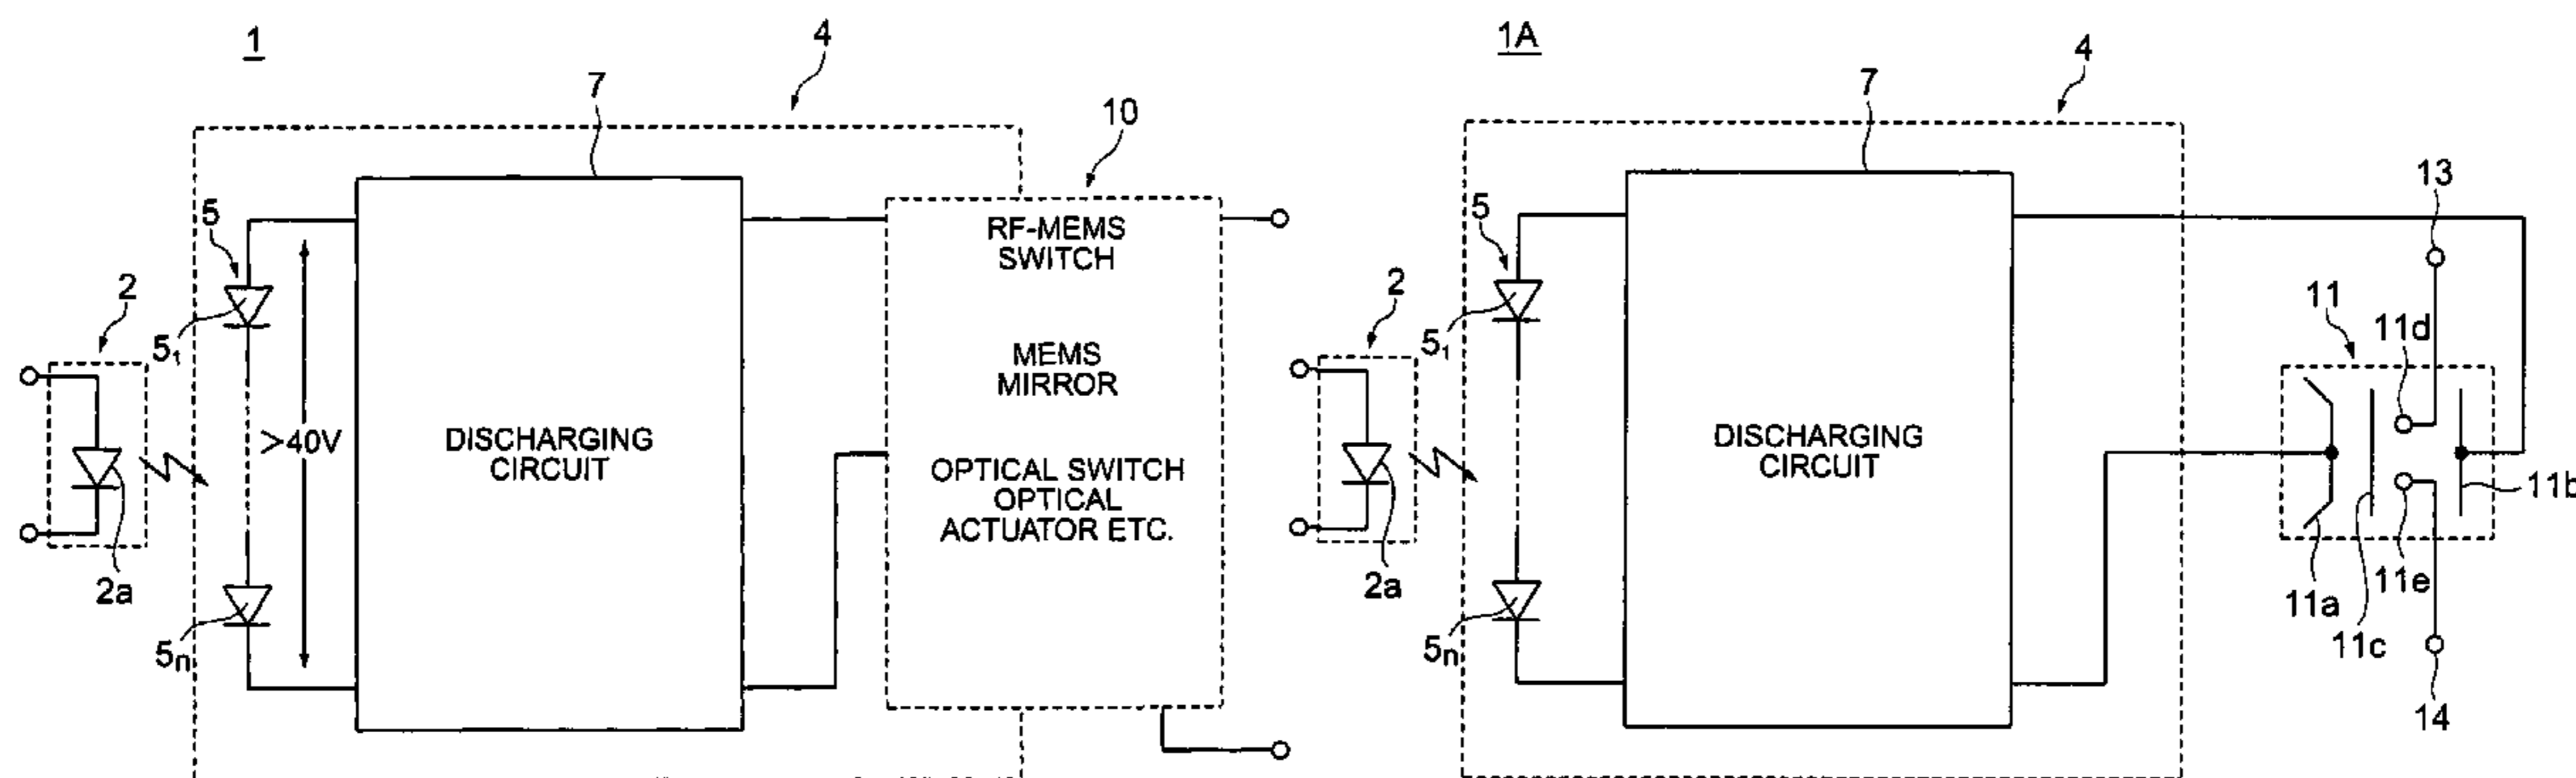 1
4
7
10
5
RF-MEMS
SWITCH
2
5₁
MEMS
MIRROR
>40V
DISCHARGING
CIRCUIT
OPTICAL SWITCH
OPTICAL
ACTUATOR ETC.
2a
5n
1A
4
7
13
5
2
11
11d
5₁
DISCHARGING
CIRCUIT
11b
2a
11e
11a
5n
11c
14